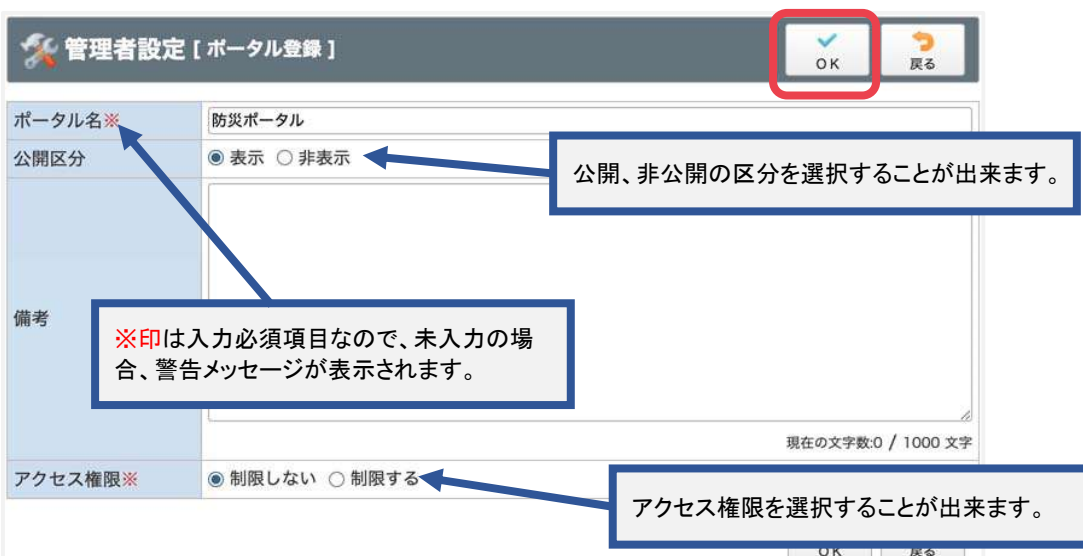 管理者設定 [ ポータル登録 ]
OK
戻る
ポータル名※
防災ポータル
公開区分
表示 非表示
公開、非公開の区分を選択することが出来ます。
備考
※印は入力必須項目なので、未入力の場
合、警告メッセージが表示されます。
現在の文字数:0 / 1000 文字
アクセス権限※
制限しない 制限する
アクセス権限を選択することが出来ます。
OK
戻る